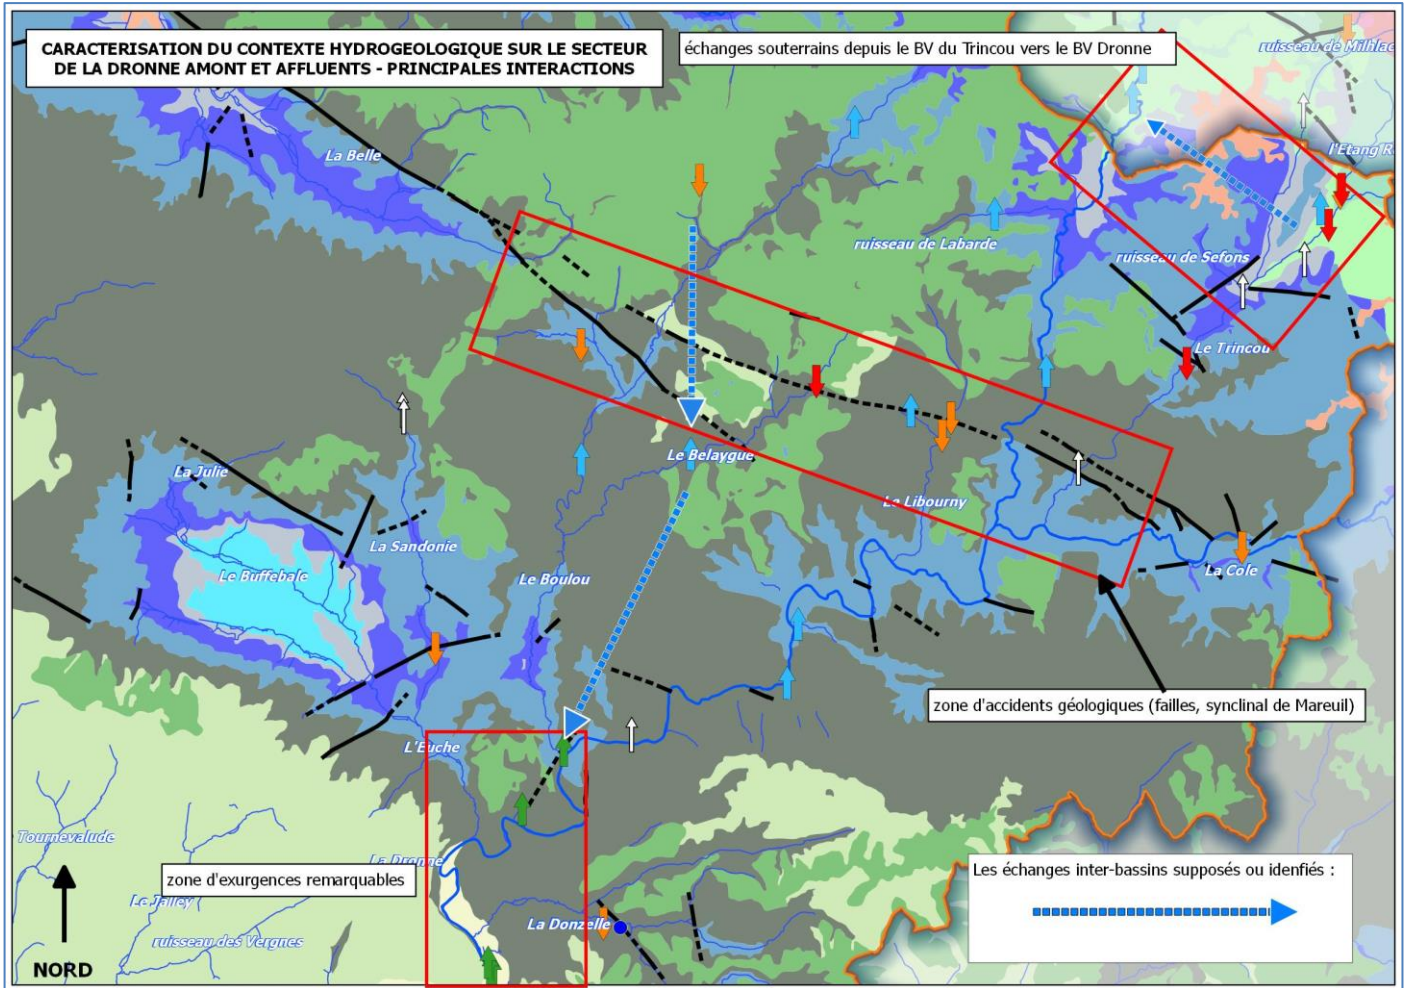 CARACTERISATION DU CONTEXTE HYDROGEOLOGIQUE SUR LE SECTEUR
DE LA DRONNE AMONT ET AFFLUENTS - PRINCIPALES INTERACTIONS
échanges souterrains depuis le BV du Trincou vers le BV Dronne
ruisseau de Milhlac
l'Etang R
La Belle
ruisseau de Labarde
ruisseau de Sefons
Le Trincou
Le Belaygue
La Julie
Le Libourny
La Sandonie
Le Buffebale
Le Boulou
La Cole
zone d'accidents géologiques (failles, synclinal de Mareuil)
L'Euche
Tournevalude
La Dronne
zone d'exurgences remarquables
Les échanges inter-bassins supposés ou idenfiés :
Le Jalley
La Donzelle
ruisseau des Vergnes
NORD